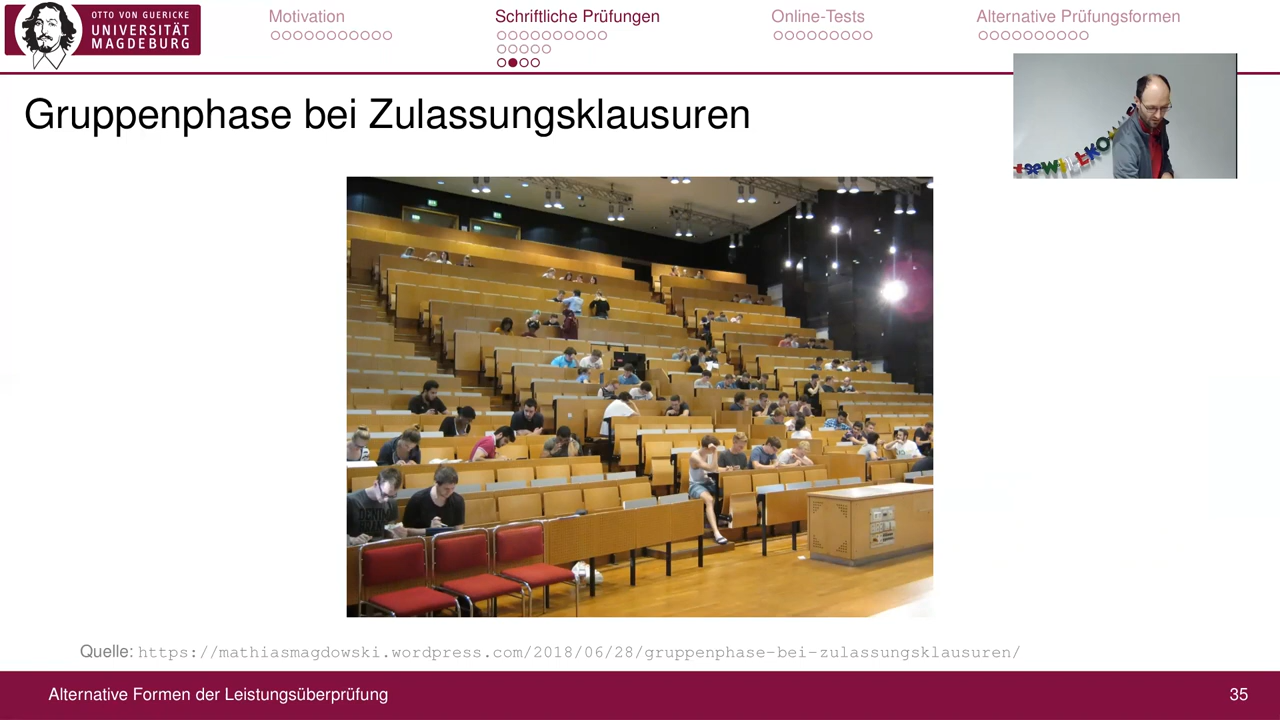 OTTO VON GUERICKE
UNIVERSITÄT
MAGDEBURG
Motivation
Schriftliche Prüfungen
Online-Tests
Alternative Prüfungsformen
Gruppenphase bei Zulassungsklausuren
Quelle: https://mathiasmagdowski.wordpress.com/2018/06/28/gruppenphase-bei-zulassungsklausuren/
Alternative Formen der Leistungsüberprüfung
35